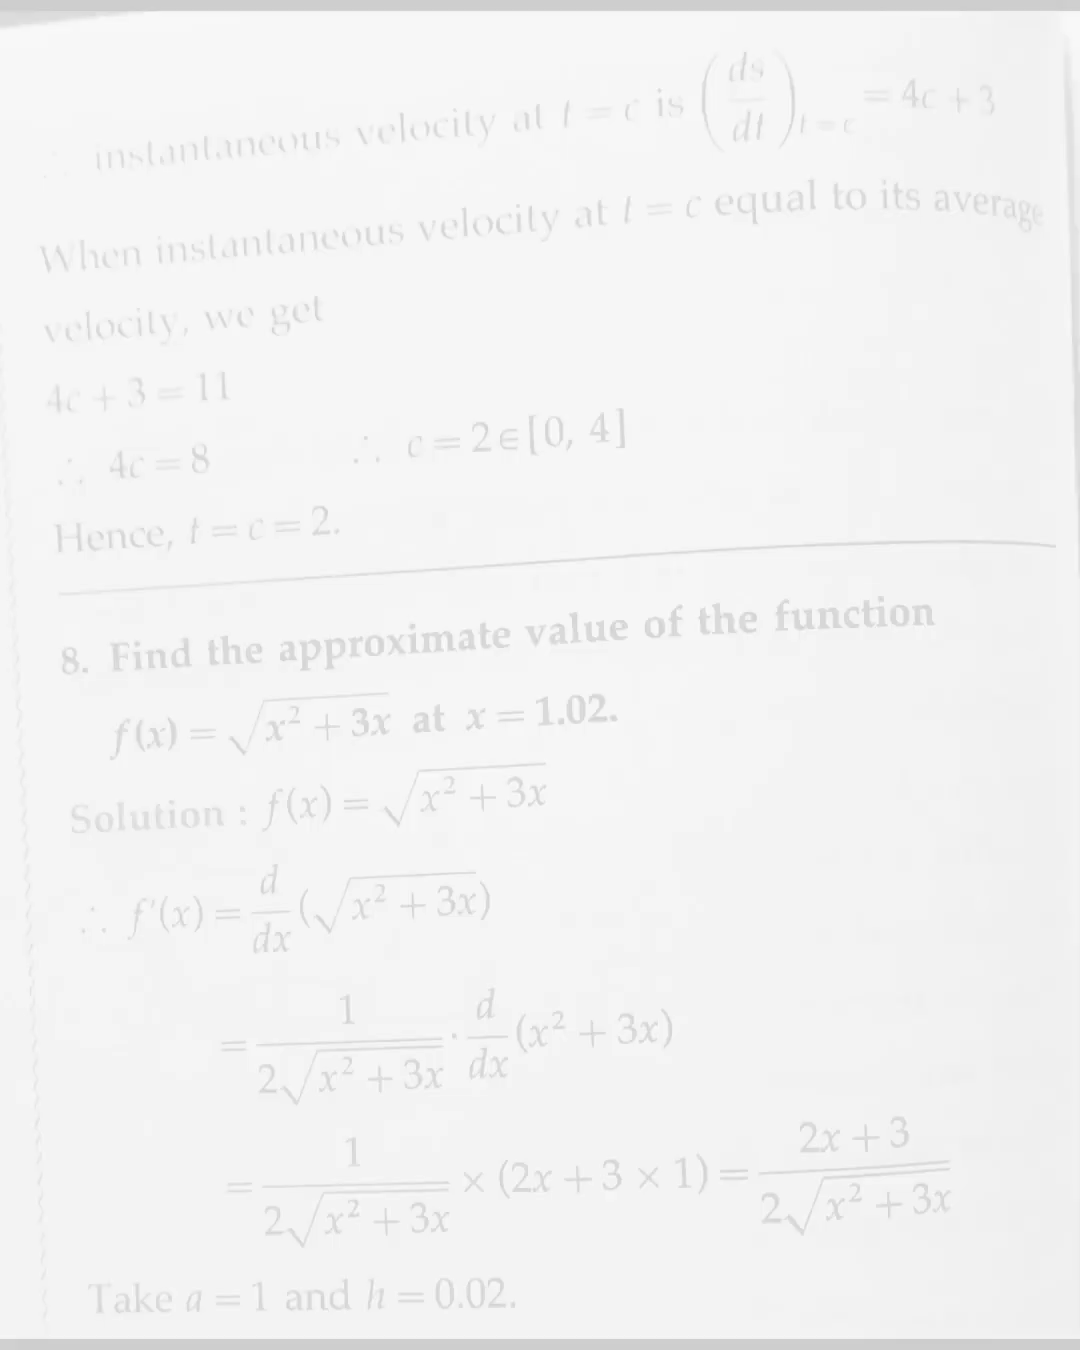 ∴ instantaneous velocity at t = c is (ds/dt)t = c = 4c + 3
When instantaneous velocity at t = c equal to its average
velocity, we get
4c + 3 = 11
∴ 4c = 8 ∴ c = 2 ∈ [0, 4]
Hence, t = c = 2.
8. Find the approximate value of the function
f(x) = √(x² + 3x) at x = 1.02.
Solution : f(x) = √(x² + 3x)
∴ f'(x) = d/dx (√(x² + 3x))
= 1/(2√(x² + 3x)) · d/dx (x² + 3x)
= 1/(2√(x² + 3x)) × (2x + 3 × 1) = (2x + 3)/(2√(x² + 3x))
Take a = 1 and h = 0.02.